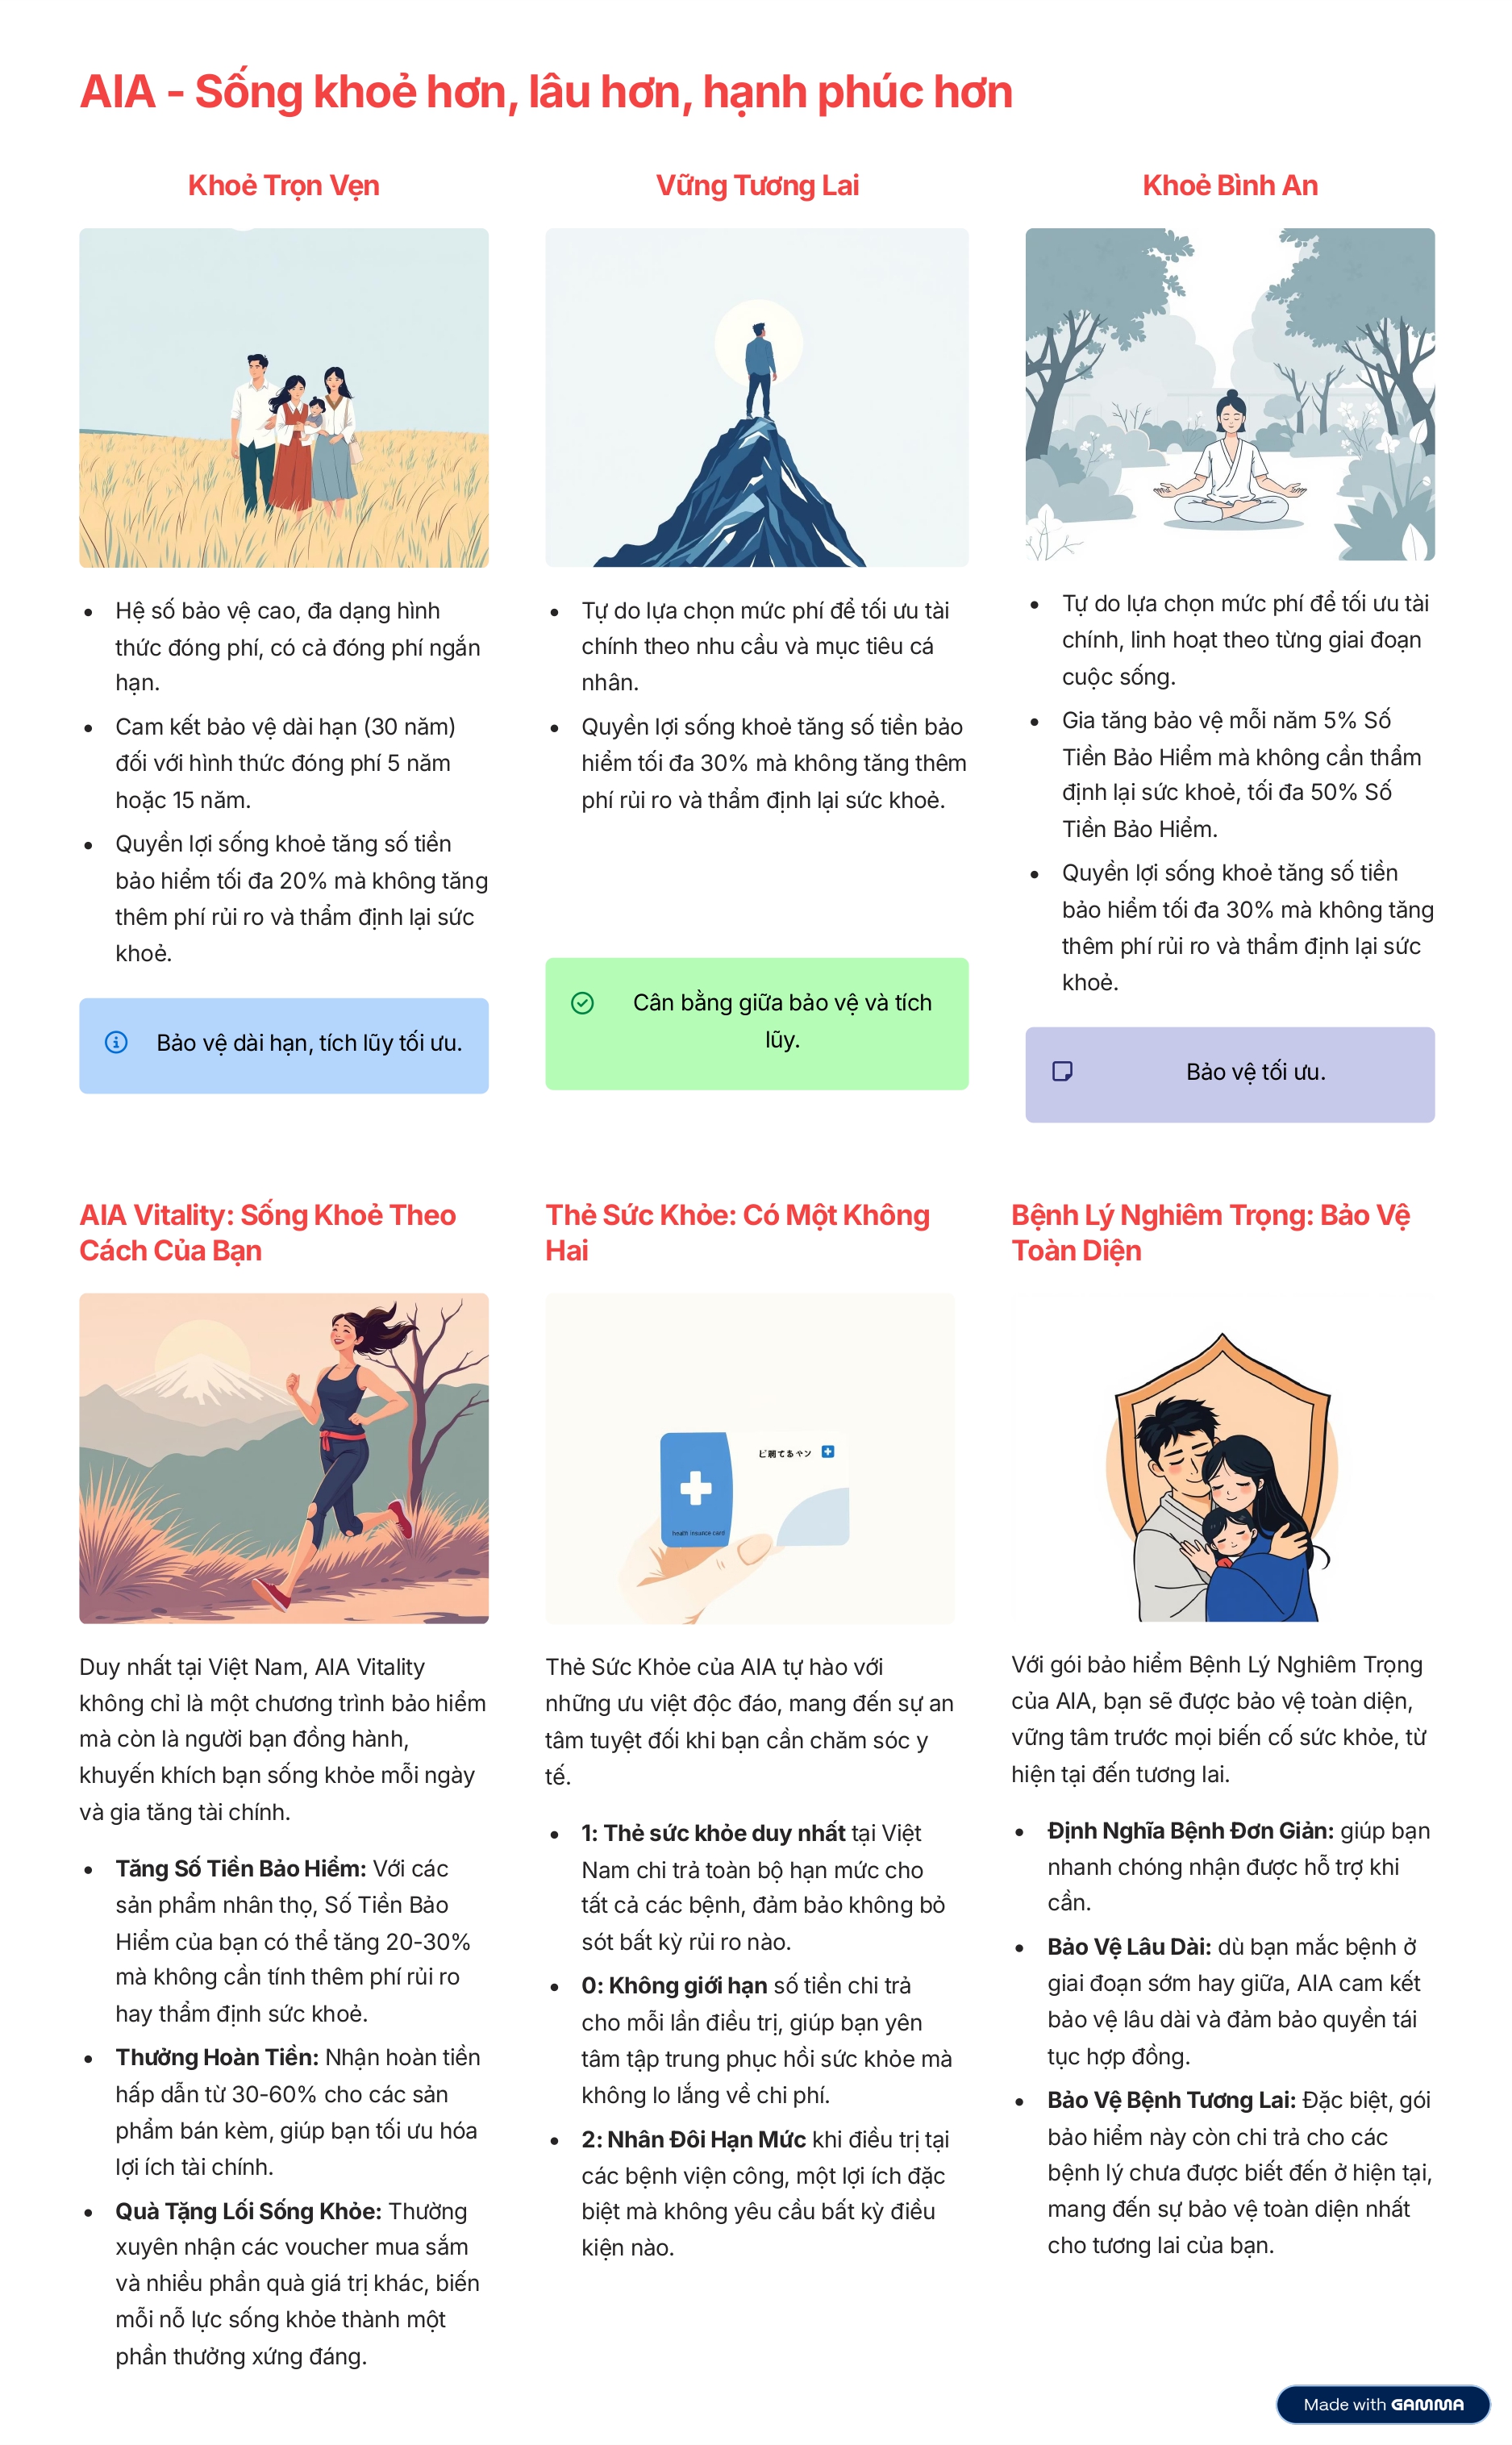 AIA - Sống khoẻ hơn, lâu hơn, hạnh phúc hơn
Khoẻ Trọn Vẹn
Hệ số bảo vệ cao, đa dạng hình
thức đóng phí, có cả đóng phí ngắn
hạn.
Cam kết bảo vệ dài hạn (30 năm)
đối với hình thức đóng phí 5 năm
hoặc 15 năm.
Quyền lợi sống khoẻ tăng số tiền
bảo hiểm tối đa 20% mà không tăng
thêm phí rủi ro và thẩm định lại sức
khoẻ.
Bảo vệ dài hạn, tích lũy tối ưu.
Vững Tương Lai
Tự do lựa chọn mức phí để tối ưu tài
chính theo nhu cầu và mục tiêu cá
nhân.
Quyền lợi sống khoẻ tăng số tiền bảo
hiểm tối đa 30% mà không tăng thêm
phí rủi ro và thẩm định lại sức khoẻ.
Cân bằng giữa bảo vệ và tích
lũy.
Khoẻ Bình An
Tự do lựa chọn mức phí để tối ưu tài
chính, linh hoạt theo từng giai đoạn
cuộc sống.
Gia tăng bảo vệ mỗi năm 5% Số
Tiền Bảo Hiểm mà không cần thẩm
định lại sức khoẻ, tối đa 50% Số
Tiền Bảo Hiểm.
Quyền lợi sống khoẻ tăng số tiền
bảo hiểm tối đa 30% mà không tăng
thêm phí rủi ro và thẩm định lại sức
khoẻ.
Bảo vệ tối ưu.
AIA Vitality: Sống Khoẻ Theo
Cách Của Bạn
Duy nhất tại Việt Nam, AIA Vitality
không chỉ là một chương trình bảo hiểm
mà còn là người bạn đồng hành,
khuyến khích bạn sống khỏe mỗi ngày
và gia tăng tài chính.
Tăng Số Tiền Bảo Hiểm: Với các
sản phẩm nhân thọ, Số Tiền Bảo
Hiểm của bạn có thể tăng 20-30%
mà không cần tính thêm phí rủi ro
hay thẩm định sức khoẻ.
Thưởng Hoàn Tiền: Nhận hoàn tiền
hấp dẫn từ 30-60% cho các sản
phẩm bán kèm, giúp bạn tối ưu hóa
lợi ích tài chính.
Quà Tặng Lối Sống Khỏe: Thường
xuyên nhận các voucher mua sắm
và nhiều phần quà giá trị khác, biến
mỗi nỗ lực sống khỏe thành một
phần thưởng xứng đáng.
Thẻ Sức Khỏe: Có Một Không
Hai
health insurance card
Thẻ Sức Khỏe của AIA tự hào với
những ưu việt độc đáo, mang đến sự an
tâm tuyệt đối khi bạn cần chăm sóc y
tế.
1: Thẻ sức khỏe duy nhất tại Việt
Nam chi trả toàn bộ hạn mức cho
tất cả các bệnh, đảm bảo không bỏ
sót bất kỳ rủi ro nào.
0: Không giới hạn số tiền chi trả
cho mỗi lần điều trị, giúp bạn yên
tâm tập trung phục hồi sức khỏe mà
không lo lắng về chi phí.
2: Nhân Đôi Hạn Mức khi điều trị tại
các bệnh viện công, một lợi ích đặc
biệt mà không yêu cầu bất kỳ điều
kiện nào.
Bệnh Lý Nghiêm Trọng: Bảo Vệ
Toàn Diện
Với gói bảo hiểm Bệnh Lý Nghiêm Trọng
của AIA, bạn sẽ được bảo vệ toàn diện,
vững tâm trước mọi biến cố sức khỏe, từ
hiện tại đến tương lai.
Định Nghĩa Bệnh Đơn Giản: giúp bạn
nhanh chóng nhận được hỗ trợ khi
cần.
Bảo Vệ Lâu Dài: dù bạn mắc bệnh ở
giai đoạn sớm hay giữa, AIA cam kết
bảo vệ lâu dài và đảm bảo quyền tái
tục hợp đồng.
Bảo Vệ Bệnh Tương Lai: Đặc biệt, gói
bảo hiểm này còn chi trả cho các
bệnh lý chưa được biết đến ở hiện tại,
mang đến sự bảo vệ toàn diện nhất
cho tương lai của bạn.
Made with GAMMA